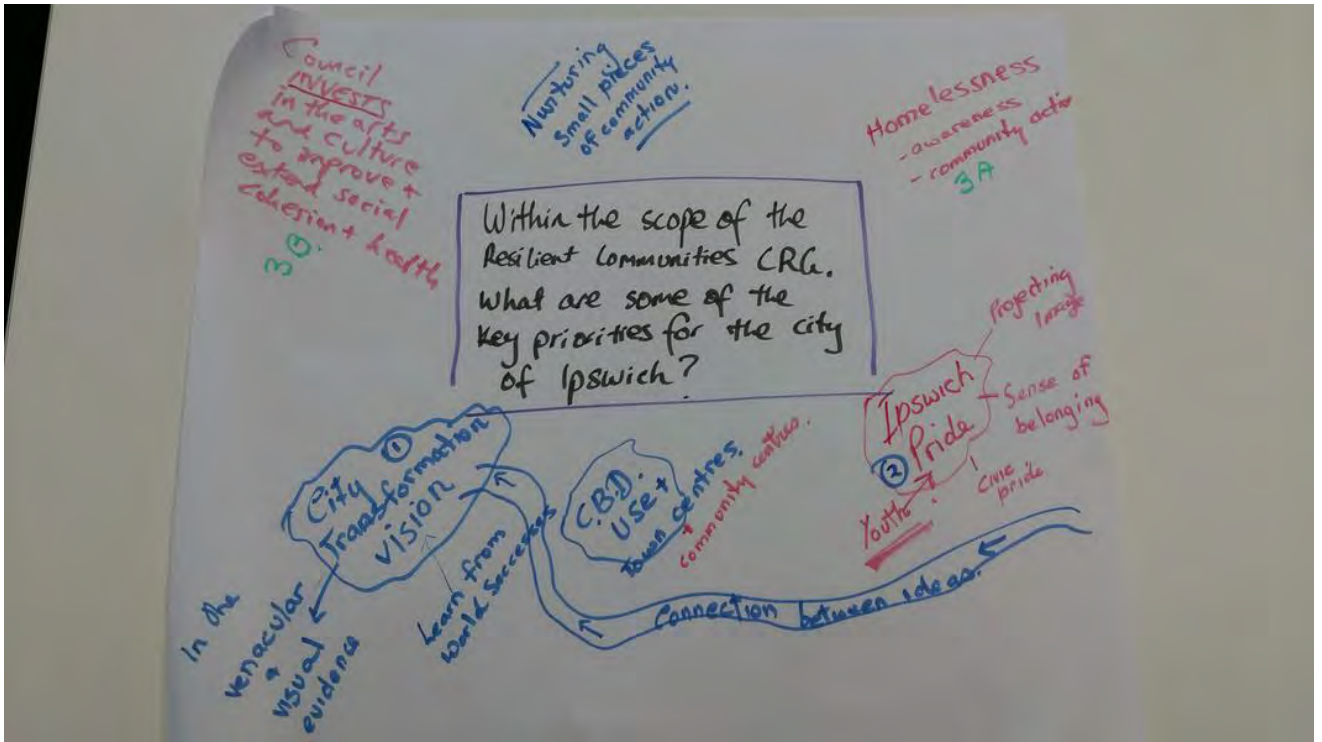 Council
INVESTS
in the arts
and culture
to improve +
extend social
cohesion + health
3B.
Nurturing
small pieces
of community
action.
Homelessness
- awareness
- community action
3A
Within the scope of the
Resilient Communities CRG.
What are some of the
key priorities for the city
of Ipswich?
Projecting
Image
Ipswich
Pride
2
Sense of
belonging
Civic
pride
Youth
1
City
Transformation
vision
C.B.D.
USE +
town centres.
+
community centres.
In the
venacular
+
visual
evidence
Learn from
World Successes
Connection between ideas.